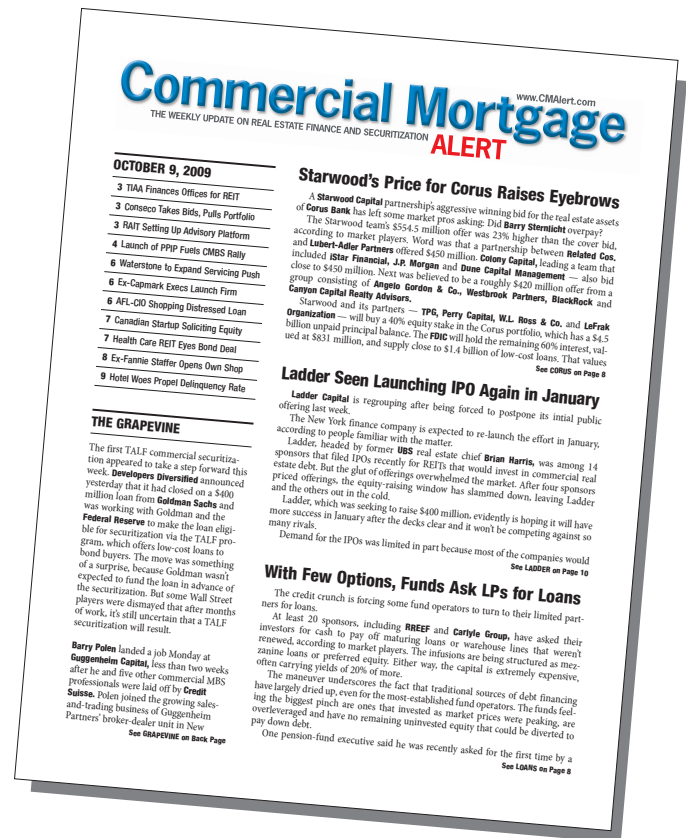 www.CMAlert.com
Commercial Mortgage
THE WEEKLY UPDATE ON REAL ESTATE FINANCE AND SECURITIZATION
ALERT
OCTOBER 9, 2009
3 TIAA Finances Offices for REIT
3 Conseco Takes Bids, Pulls Portfolio
3 RAIT Setting Up Advisory Platform
4 Launch of PPIP Fuels CMBS Rally
6 Waterstone to Expand Servicing Push
6 Ex-Capmark Execs Launch Firm
6 AFL-CIO Shopping Distressed Loan
7 Canadian Startup Soliciting Equity
7 Health Care REIT Eyes Bond Deal
8 Ex-Fannie Staffer Opens Own Shop
9 Hotel Woes Propel Delinquency Rate
THE GRAPEVINE
The first TALF commercial securitiza-
tion appeared to take a step forward this
week. Developers Diversified announced
yesterday that it had closed on a $400
million loan from Goldman Sachs and
was working with Goldman and the
Federal Reserve to make the loan eligi-
ble for securitization via the TALF pro-
gram, which offers low-cost loans to
bond buyers. The move was something
of a surprise, because Goldman wasn't
expected to fund the loan in advance of
the securitization. But some Wall Street
players were dismayed that after months
of work, it's still uncertain that a TALF
securitization will result.
Barry Polen landed a job Monday at
Guggenheim Capital, less than two weeks
after he and five other commercial MBS
professionals were laid off by Credit
Suisse. Polen joined the growing sales-
and-trading business of Guggenheim
Partners' broker-dealer unit in New
See GRAPEVINE on Back Page
Starwood's Price for Corus Raises Eyebrows
A Starwood Capital partnership's aggressive winning bid for the real estate assets
of Corus Bank has left some market pros asking: Did Barry Sternlicht overpay?
The Starwood team's $554.5 million offer was 23% higher than the cover bid,
according to market players. Word was that a partnership between Related Cos.
and Lubert-Adler Partners offered $450 million. Colony Capital, leading a team that
included iStar Financial, J.P. Morgan and Dune Capital Management — also bid
close to $450 million. Next was believed to be a roughly $420 million offer from a
group consisting of Angelo Gordon & Co., Westbrook Partners, BlackRock and
Canyon Capital Realty Advisors.
Starwood and its partners — TPG, Perry Capital, W.L. Ross & Co. and LeFrak
Organization — will buy a 40% equity stake in the Corus portfolio, which has a $4.5
billion unpaid principal balance. The FDIC will hold the remaining 60% interest, val-
ued at $831 million, and supply close to $1.4 billion of low-cost loans. That values
See CORUS on Page 8
Ladder Seen Launching IPO Again in January
Ladder Capital is regrouping after being forced to postpone its intial public
offering last week.
The New York finance company is expected to re-launch the effort in January,
according to people familiar with the matter.
Ladder, headed by former UBS real estate chief Brian Harris, was among 14
sponsors that filed IPOs recently for REITs that would invest in commercial real
estate debt. But the glut of offerings overwhelmed the market. After four sponsors
priced offerings, the equity-raising window has slammed down, leaving Ladder
and the others out in the cold.
Ladder, which was seeking to raise $400 million, evidently is hoping it will have
more success in January after the decks clear and it won't be competing against so
many rivals.
Demand for the IPOs was limited in part because most of the companies would
See LADDER on Page 10
With Few Options, Funds Ask LPs for Loans
The credit crunch is forcing some fund operators to turn to their limited part-
ners for loans.
At least 20 sponsors, including RREEF and Carlyle Group, have asked their
investors for cash to pay off maturing loans or warehouse lines that weren't
renewed, according to market players. The infusions are being structured as mez-
zanine loans or preferred equity. Either way, the capital is extremely expensive,
often carrying yields of 20% of more.
The maneuver underscores the fact that traditional sources of debt financing
have largely dried up, even for the most-established fund operators. The funds feel-
ing the biggest pinch are ones that invested as market prices were peaking, are
overleveraged and have no remaining uninvested equity that could be diverted to
pay down debt.
One pension-fund executive said he was recently asked for the first time by a
See LOANS on Page 8